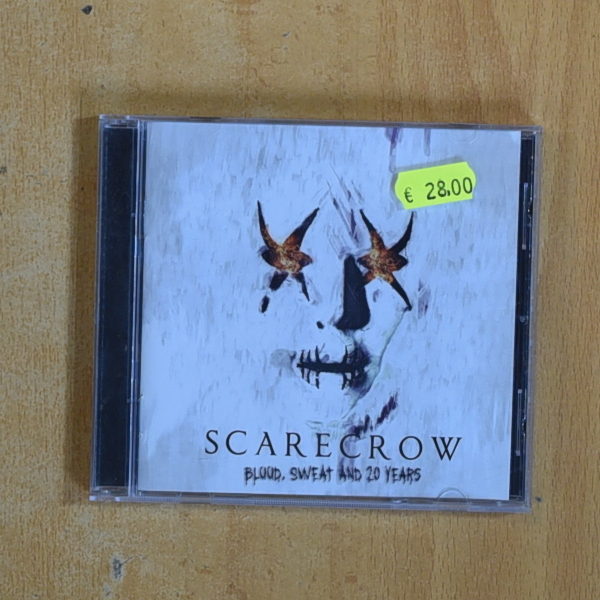 € 28.00
SCARECROW
BLOOD, SWEAT AND 20 YEARS